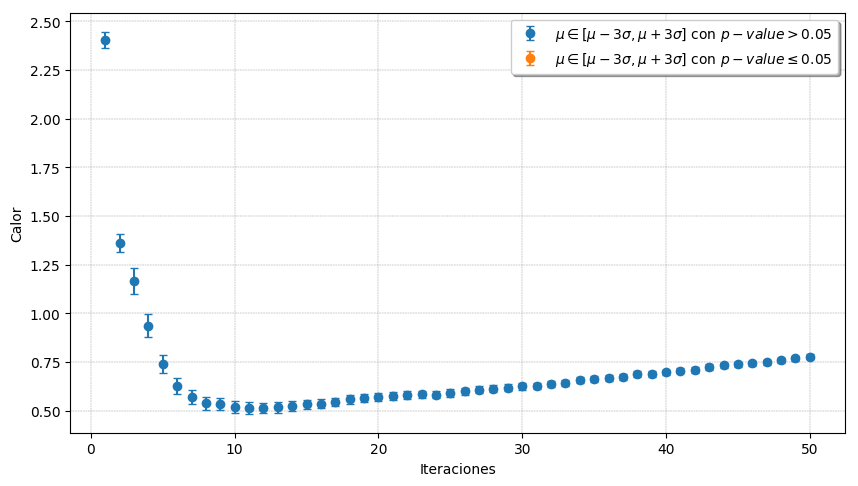 2.50
2.25
2.00
1.75
1.50
1.25
1.00
0.75
0.50
Calor
μ ∈ [μ − 3σ, μ + 3σ] con p − value > 0.05
μ ∈ [μ − 3σ, μ + 3σ] con p − value ≤ 0.05
0 10 20 30 40 50
Iteraciones